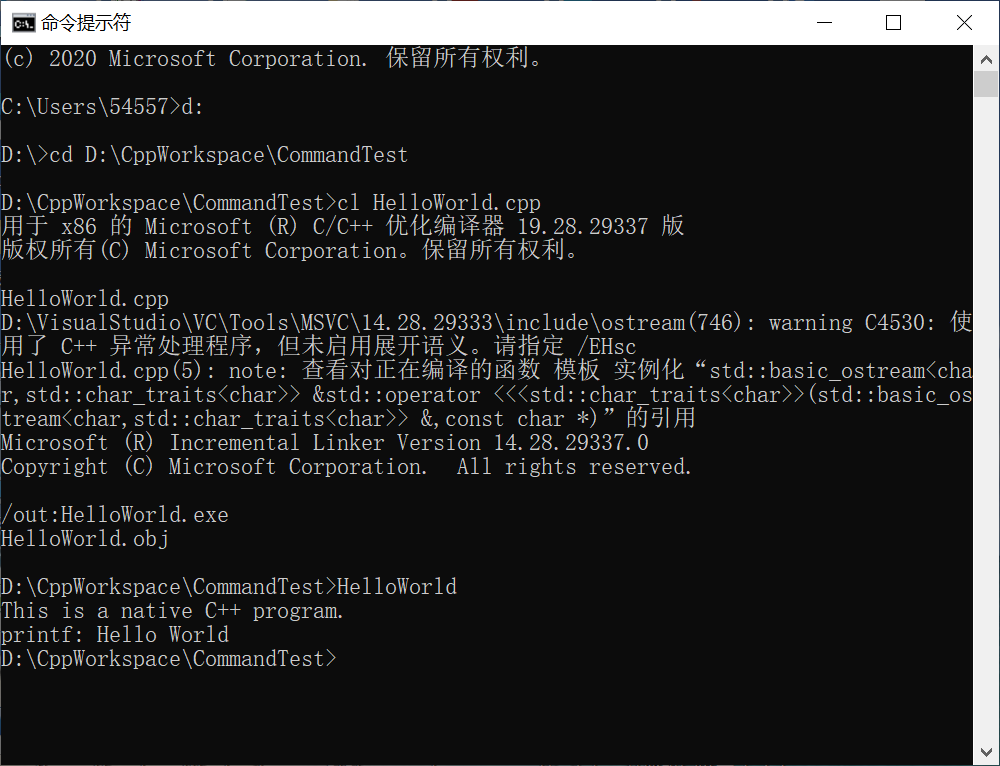 命令提示符
(c) 2020 Microsoft Corporation. 保留所有权利。
C:\Users\54557>d:
D:\>cd D:\CppWorkspace\CommandTest
D:\CppWorkspace\CommandTest>cl HelloWorld.cpp
用于 x86 的 Microsoft (R) C/C++ 优化编译器 19.28.29337 版
版权所有(C) Microsoft Corporation。保留所有权利。
HelloWorld.cpp
D:\VisualStudio\VC\Tools\MSVC\14.28.29333\include\ostream(746): warning C4530: 使
用了 C++ 异常处理程序，但未启用展开语义。请指定 /EHsc
HelloWorld.cpp(5): note: 查看对正在编译的函数 模板 实例化“std::basic_ostream<cha
r,std::char_traits<char>> &std::operator <<<std::char_traits<char>>(std::basic_os
tream<char,std::char_traits<char>> &,const char *)”的引用
Microsoft (R) Incremental Linker Version 14.28.29337.0
Copyright (C) Microsoft Corporation.  All rights reserved.
/out:HelloWorld.exe
HelloWorld.obj
D:\CppWorkspace\CommandTest>HelloWorld
This is a native C++ program.
printf: Hello World
D:\CppWorkspace\CommandTest>